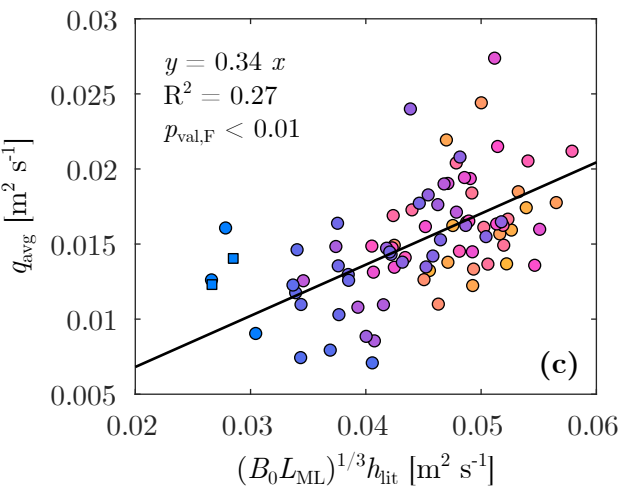 0.03
0.025
0.02
0.015
0.01
0.005
q_avg [m² s⁻¹]
y = 0.34 x
R² = 0.27
p_val,F < 0.01
(c)
0.02 0.03 0.04 0.05 0.06
(B₀L_ML)^1/3 h_lit [m² s⁻¹]